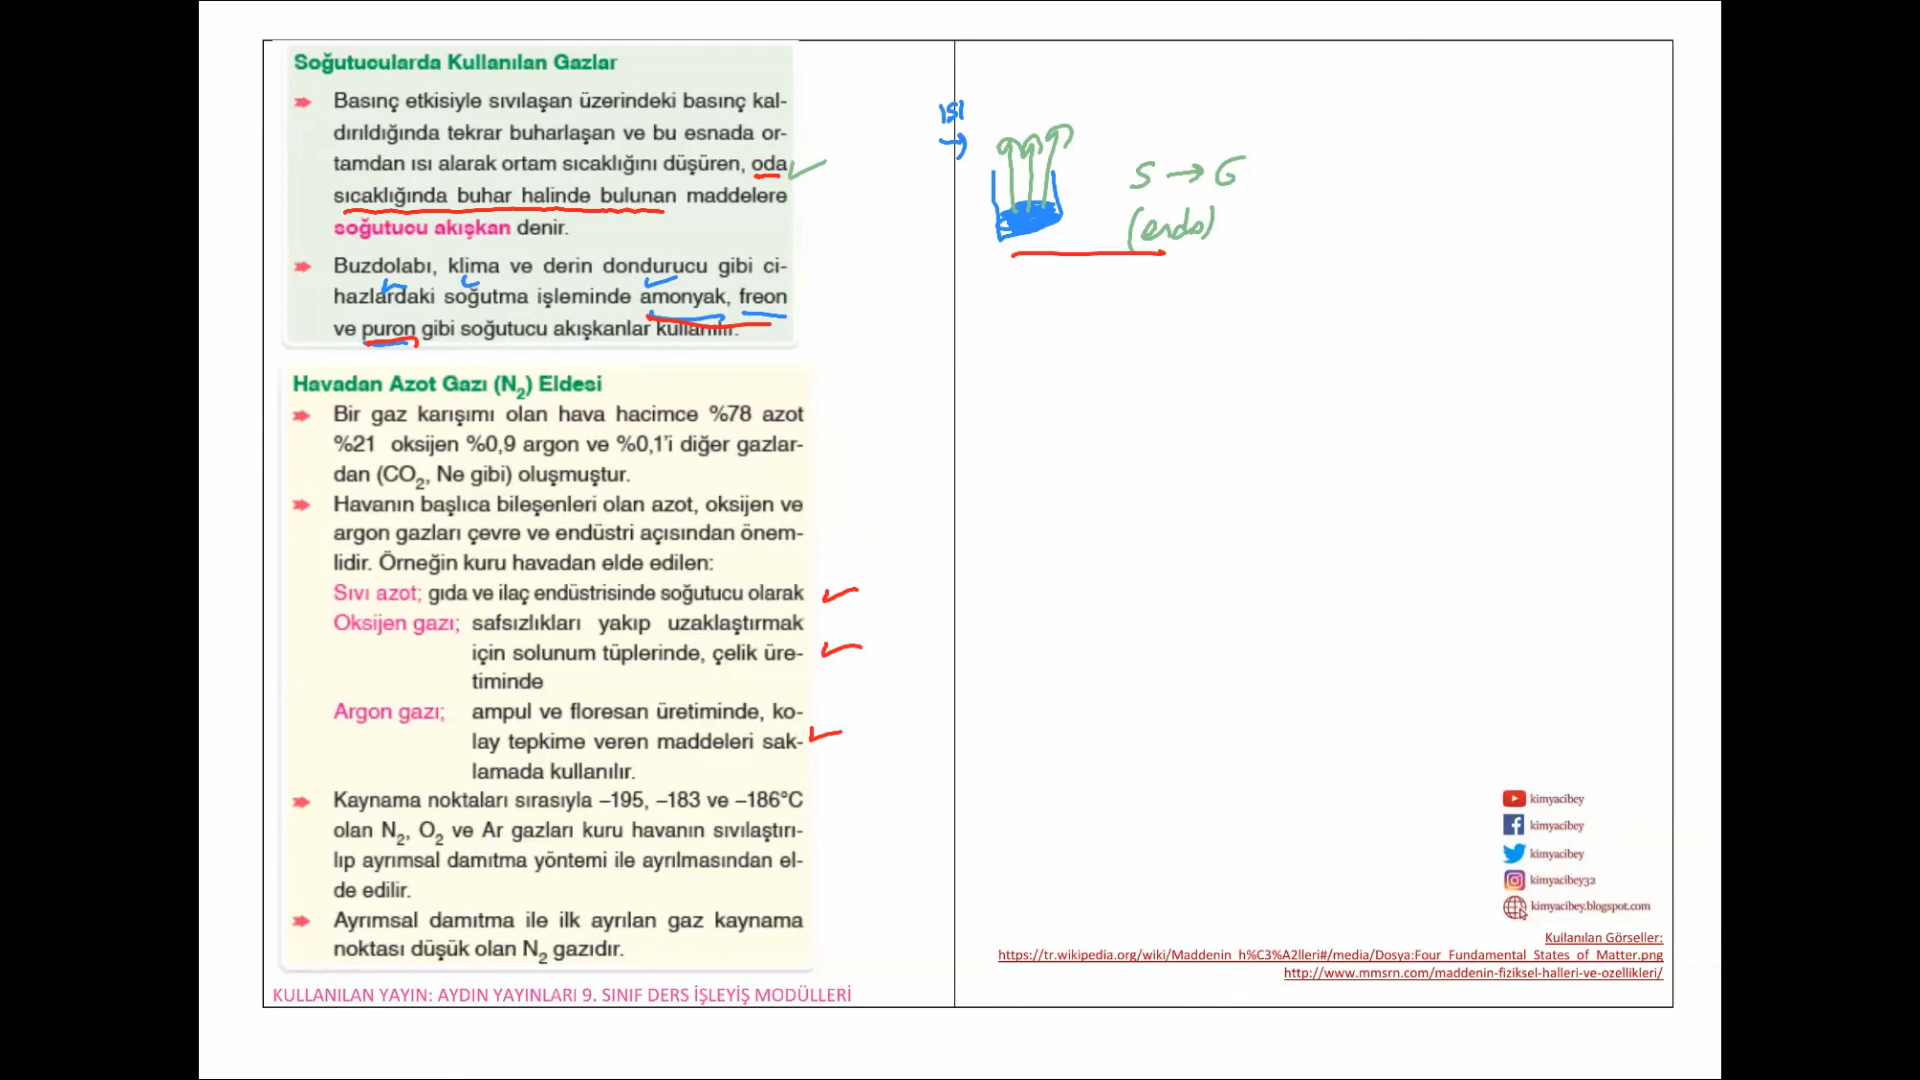 Soğutucularda Kullanılan Gazlar
Basınç etkisiyle sıvılaşan üzerindeki basınç kal-
dırıldığında tekrar buharlaşan ve bu esnada or-
tamdan ısı alarak ortam sıcaklığını düşüren, oda
sıcaklığında buhar halinde bulunan maddelere
soğutucu akışkan denir.
Buzdolabı, klima ve derin dondurucu gibi ci-
hazlardaki soğutma işleminde amonyak, freon
ve puron gibi soğutucu akışkanlar kullanılır.
Havadan Azot Gazı (N2) Eldesi
Bir gaz karışımı olan hava hacimce %78 azot
%21 oksijen %0,9 argon ve %0,1'i diğer gazlar-
dan (CO2, Ne gibi) oluşmuştur.
Havanın başlıca bileşenleri olan azot, oksijen ve
argon gazları çevre ve endüstri açısından önem-
lidir. Örneğin kuru havadan elde edilen:
Sıvı azot; gıda ve ilaç endüstrisinde soğutucu olarak
Oksijen gazı; safsızlıkları yakıp uzaklaştırmak
için solunum tüplerinde, çelik üre-
timinde
Argon gazı; ampul ve floresan üretiminde, ko-
lay tepkime veren maddeleri sak-
lamada kullanılır.
Kaynama noktaları sırasıyla –195, –183 ve –186°C
olan N2, O2 ve Ar gazları kuru havanın sıvılaştırı-
lıp ayrımsal damıtma yöntemi ile ayrılmasından el-
de edilir.
Ayrımsal damıtma ile ilk ayrılan gaz kaynama
noktası düşük olan N2 gazıdır.
KULLANILAN YAYIN: AYDIN YAYINLARI 9. SINIF DERS İŞLEYİŞ MODÜLLERİ
ısı
S → G
(endo)
kimyacibey
kimyacibey
kimyacibey
kimyacibey32
kimyacibey.blogspot.com
Kullanılan Görseller:
https://tr.wikipedia.org/wiki/Maddenin_h%C3%A2lleri#/media/Dosya:Four_Fundamental_States_of_Matter.png
http://www.mmsrn.com/maddenin-fiziksel-halleri-ve-ozellikleri/